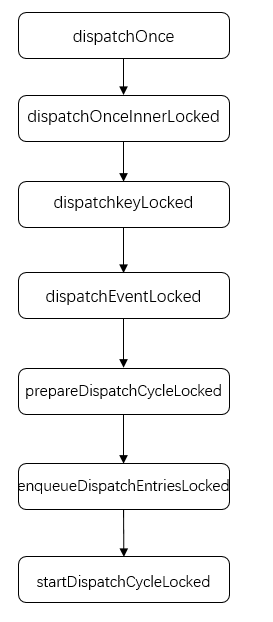 dispatchOnce
dispatchOnceInnerLocked
dispatchkeyLocked
dispatchEventLocked
prepareDispatchCycleLocked
enqueueDispatchEntriesLocked
startDispatchCycleLocked